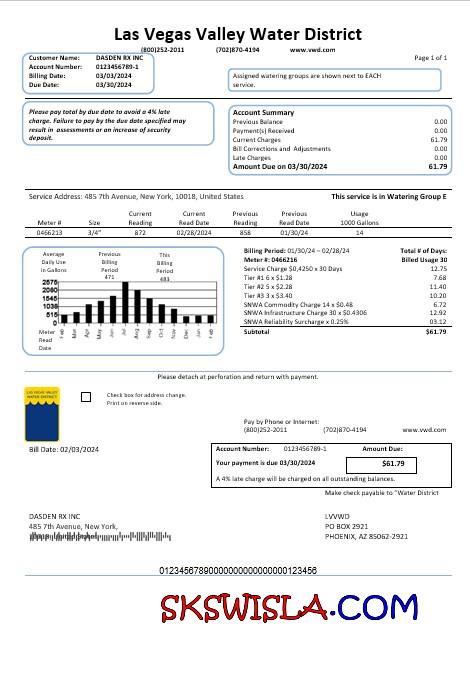 Las Vegas Valley Water District
(800)252-2011 (702)870-4194 www.vwd.com
Page 1 of 1
Customer Name: DASDEN RX INC
Account Number: 0123456789-1
Billing Date: 03/03/2024
Due Date: 03/30/2024
Assigned watering groups are shown next to EACH
service.
Please pay total by due date to avoid a 4% late
charge. Failure to pay by the due date specified may
result in assessments or an increase of security
deposit.
Account Summary
Previous Balance 0.00
Payment(s) Received 0.00
Current Charges 61.79
Bill Corrections and Adjustments 0.00
Late Charges 0.00
Amount Due on 03/30/2024 61.79
Service Address: 485 7th Avenue, New York, 10018, United States
This service is in Watering Group E
Current Current Previous Previous Usage
Meter # Size Reading Read Date Reading Read Date 1000 Gallons
0466213 3/4" 872 02/28/2024 858 01/30/24 14
Average Previous This
Daily Use Billing Billing
in Gallons Period Period
471 483
2575
2060
1545
1038
515
0
Feb Mar Apr May Jun Jul Aug Sep Oct Nov Dec Jan Feb
Meter
Read
Date
Billing Period: 01/30/24 – 02/28/24 Total # of Days:
Meter #: 0466216 Billed Usage 30
Service Charge $0,4250 x 30 Days 12.75
Tier #1 6 x $1.28 7.68
Tier #2 5 x $2.28 11.40
Tier #3 3 x $3.40 10.20
SNWA Commodity Charge 14 x $0.48 6.72
SNWA Infrastructure Charge 30 x $0.4306 12.92
SNWA Reliability Surcharge x 0.25% 03.12
Subtotal $61.79
Please detach at perforation and return with payment.
LAS VEGAS VALLEY
WATER DISTRICT
Check box for address change.
Print on reverse side.
Pay by Phone or Internet:
(800)252-2011 (702)870-4194 www.vwd.com
Bill Date: 02/03/2024
Account Number: 0123456789-1 Amount Due:
Your payment is due 03/30/2024 $61.79
A 4% late charge will be charged on all outstanding balances.
Make check payable to "Water District
DASDEN RX INC
485 7th Avenue, New York,
LVVWD
PO BOX 2921
PHOENIX, AZ 85062-2921
SKSWISLA.COM